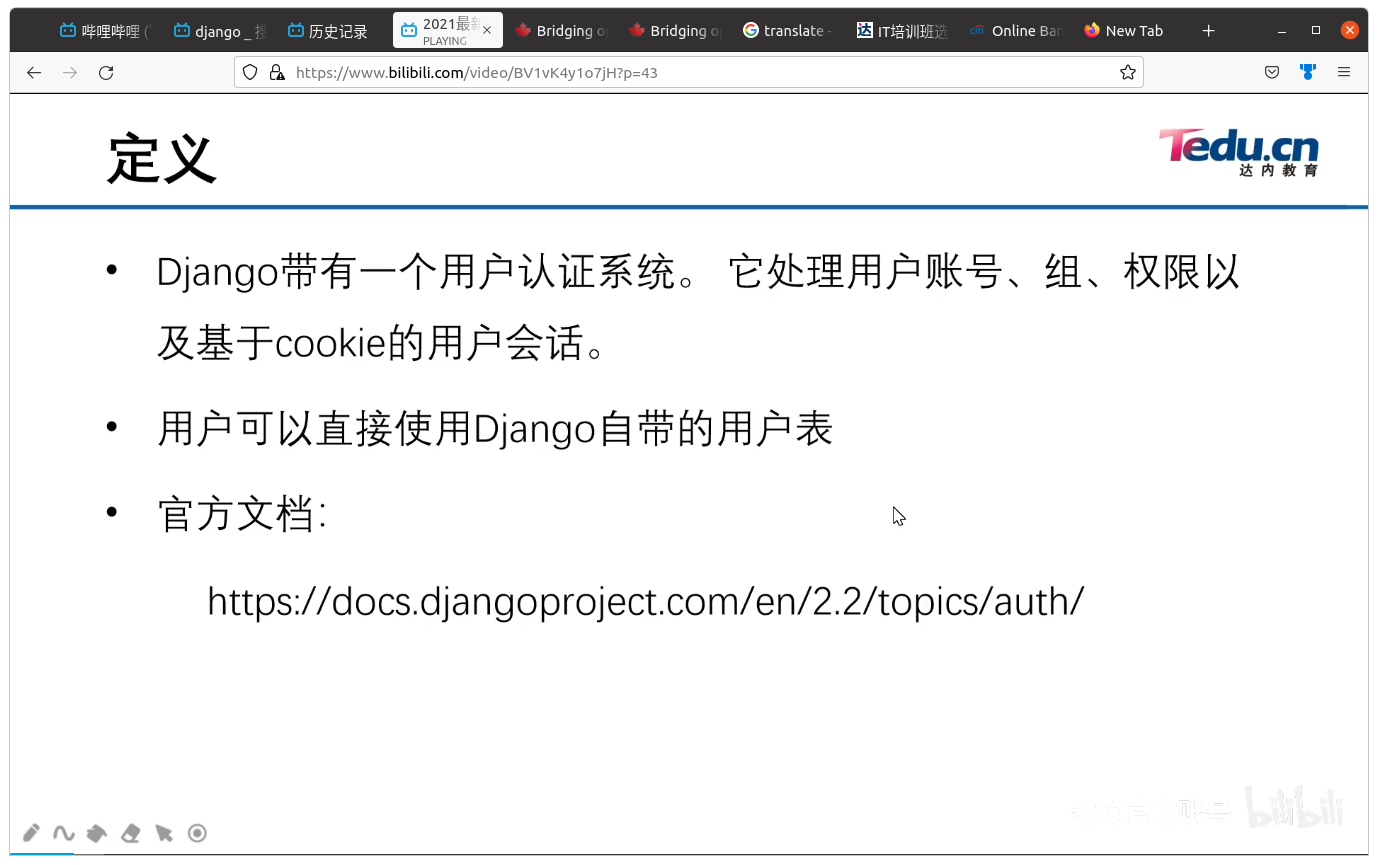 哔哩哔哩 (
django _ 搜
历史记录
2021最新
PLAYING
Bridging o
Bridging o
translate -
IT培训班选
citi
Online Ban
New Tab
https://www.bilibili.com/video/BV1vK4y1o7jH?p=43
定义
Tedu.cn
达内教育
• Django带有一个用户认证系统。 它处理用户账号、组、权限以
及基于cookie的用户会话。
• 用户可以直接使用Django自带的用户表
• 官方文档：
https://docs.djangoproject.com/en/2.2/topics/auth/
bilibili